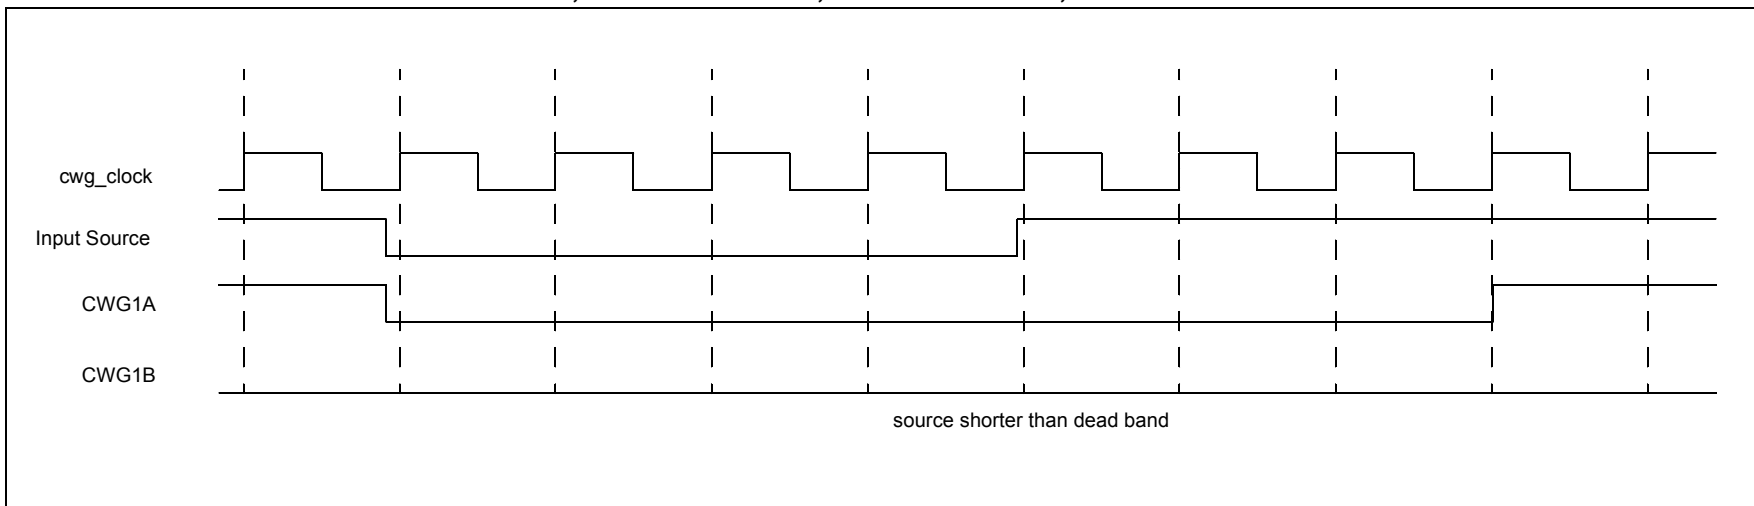 cwg_clock
Input Source
CWG1A
CWG1B
source shorter than dead band